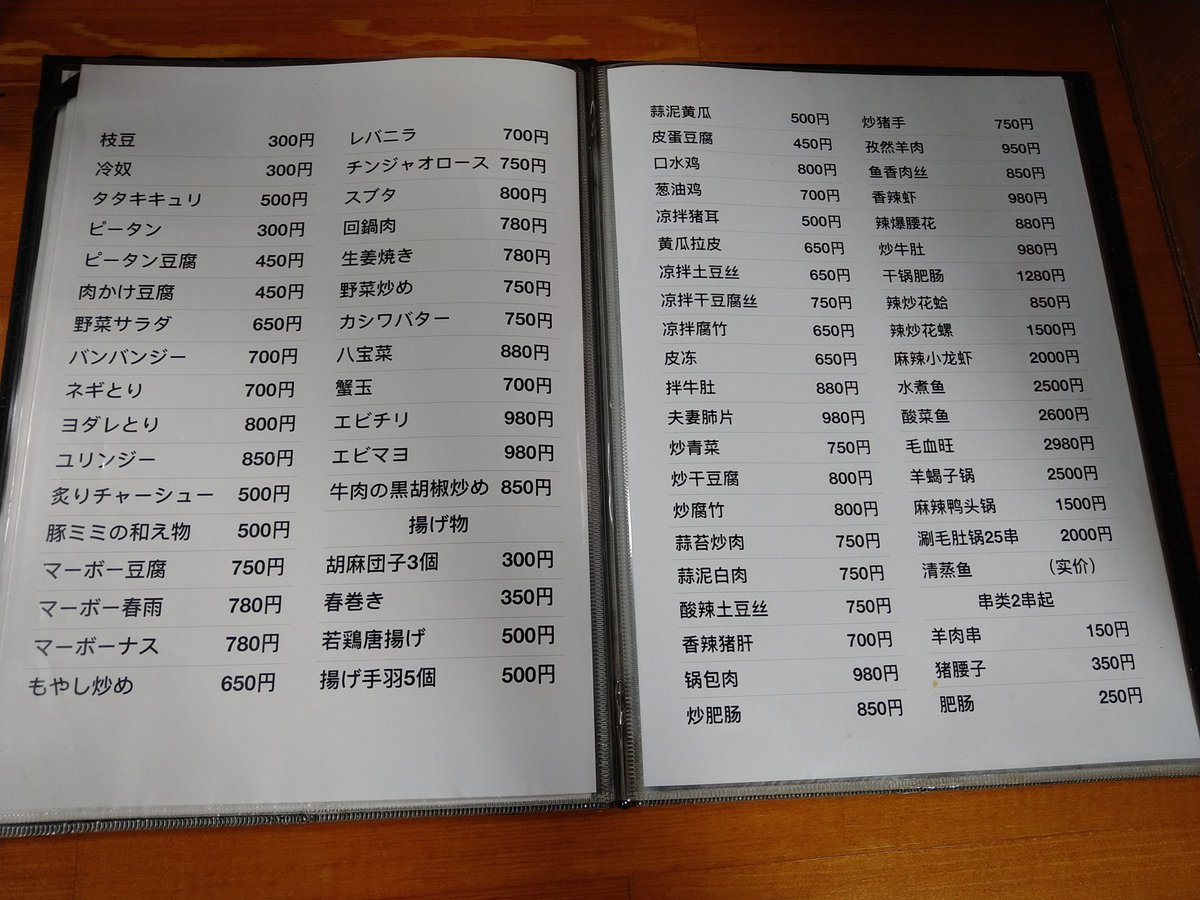 枝豆 300円
冷奴 300円
タタキキュリ 500円
ピータン 300円
ピータン豆腐 450円
肉かけ豆腐 450円
野菜サラダ 650円
バンバンジー 700円
ネギとり 700円
ヨダレとり 800円
ユリンジー 850円
炙りチャーシュー 500円
豚ミミの和え物 500円
マーボー豆腐 750円
マーボー春雨 780円
マーボーナス 780円
もやし炒め 650円
レバニラ 700円
チンジャオロース 750円
スブタ 800円
回鍋肉 780円
生姜焼き 780円
野菜炒め 750円
カシワバター 750円
八宝菜 880円
蟹玉 700円
エビチリ 980円
エビマヨ 980円
牛肉の黒胡椒炒め 850円
揚げ物
胡麻団子3個 300円
春巻き 350円
若鶏唐揚げ 500円
揚げ手羽5個 500円
蒜泥黄瓜 500円
皮蛋豆腐 450円
口水鸡 800円
葱油鸡 700円
凉拌猪耳 500円
黄瓜拉皮 650円
凉拌土豆丝 650円
凉拌干豆腐丝 750円
凉拌腐竹 650円
皮冻 650円
拌牛肚 880円
夫妻肺片 980円
炒青菜 750円
炒干豆腐 800円
炒腐竹 800円
蒜苔炒肉 750円
蒜泥白肉 750円
酸辣土豆丝 750円
香辣猪肝 700円
锅包肉 980円
炒肥肠 850円
炒猪手 750円
孜然羊肉 950円
鱼香肉丝 850円
香辣虾 980円
辣爆腰花 880円
炒牛肚 980円
干锅肥肠 1280円
辣炒花蛤 850円
辣炒花螺 1500円
麻辣小龙虾 2000円
水煮鱼 2500円
酸菜鱼 2600円
毛血旺 2980円
羊蝎子锅 2500円
麻辣鸭头锅 1500円
涮毛肚锅25串 2000円
清蒸鱼 （实价）
串类2串起
羊肉串 150円
猪腰子 350円
肥肠 250円